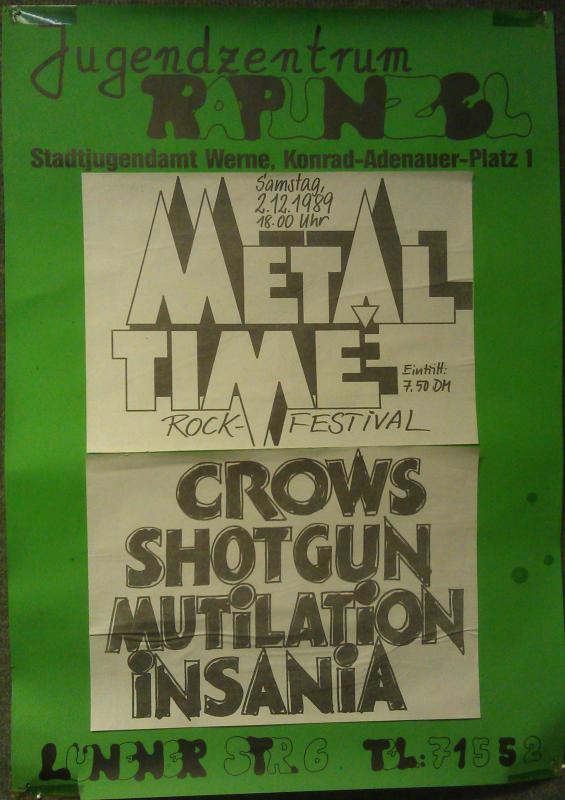 Jugendzentrum
RAPUNZEL
Stadtjugendamt Werne, Konrad-Adenauer-Platz 1
Samstag,
2.12.1989
18.00 Uhr
METAL
TIME
Eintritt:
7.50 DM
ROCK-FESTIVAL
CROWS
SHOTGUN
MUTILATION
INSANIA
LÜNENER STR. 6 TEL: 71552